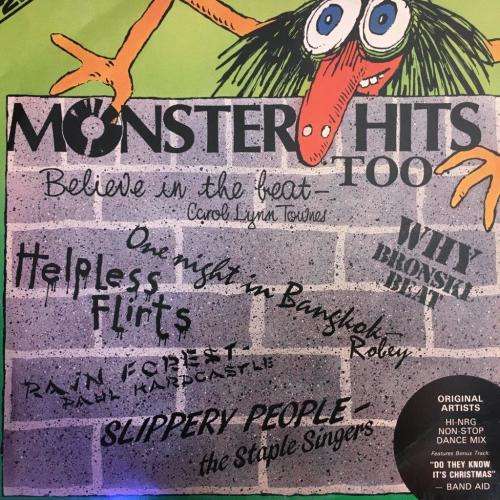 MONSTER HITS
TOO
Believe in the beat –
Carol Lynn Townes
WHY
BRONSKI
BEAT
Helpless
Flirts
One night in Bangkok –
Robey
RAIN FOREST -
PAUL HARDCASTLE
SLIPPERY PEOPLE –
the Staple Singers
ORIGINAL
ARTISTS
HI-NRG
NON-STOP
DANCE MIX
Features Bonus Track:
"DO THEY KNOW
IT'S CHRISTMAS"
— BAND AID